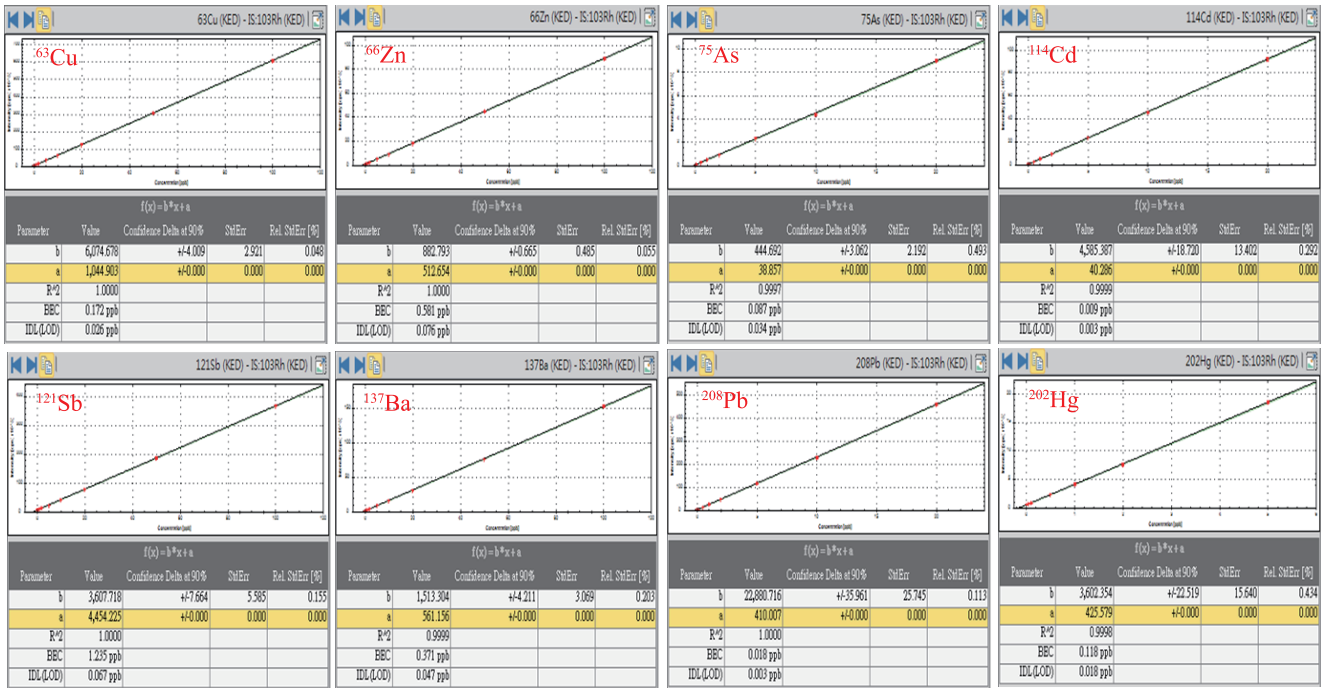 63Cu (KED) - IS:103Rh (KED)
63Cu
Concentration[ppb]
f(x)=b*x+a
Parameter Value Confidence Delta at 90% StdErr Rel. StdErr [%]
b 6,074.678 +/-4.009 2.921 0.048
a 1,044.903 +/-0.000 0.000 0.000
R^2 1.0000
BEC 0.172 ppb
IDL(LOD) 0.026 ppb
66Zn (KED) - IS:103Rh (KED)
66Zn
Concentration[ppb]
f(x)=b*x+a
Parameter Value Confidence Delta at 90% StdErr Rel. StdErr [%]
b 882.793 +/-0.665 0.485 0.055
a 512.654 +/-0.000 0.000 0.000
R^2 1.0000
BEC 0.581 ppb
IDL(LOD) 0.076 ppb
75As (KED) - IS:103Rh (KED)
75As
Concentration[ppb]
f(x)=b*x+a
Parameter Value Confidence Delta at 90% StdErr Rel. StdErr [%]
b 444.692 +/-3.062 2.192 0.493
a 38.857 +/-0.000 0.000 0.000
R^2 0.9997
BEC 0.087 ppb
IDL(LOD) 0.034 ppb
114Cd (KED) - IS:103Rh (KED)
114Cd
Concentration[ppb]
f(x)=b*x+a
Parameter Value Confidence Delta at 90% StdErr Rel. StdErr [%]
b 4,585.387 +/-18.720 13.402 0.292
a 40.286 +/-0.000 0.000 0.000
R^2 0.9999
BEC 0.009 ppb
IDL(LOD) 0.003 ppb
121Sb (KED) - IS:103Rh (KED)
121Sb
Concentration[ppb]
f(x)=b*x+a
Parameter Value Confidence Delta at 90% StdErr Rel. StdErr [%]
b 3,607.718 +/-7.664 5.585 0.155
a 4,454.225 +/-0.000 0.000 0.000
R^2 1.0000
BEC 1.235 ppb
IDL(LOD) 0.067 ppb
137Ba (KED) - IS:103Rh (KED)
137Ba
Concentration[ppb]
f(x)=b*x+a
Parameter Value Confidence Delta at 90% StdErr Rel. StdErr [%]
b 1,513.304 +/-4.211 3.069 0.203
a 561.156 +/-0.000 0.000 0.000
R^2 0.9999
BEC 0.371 ppb
IDL(LOD) 0.047 ppb
208Pb (KED) - IS:103Rh (KED)
208Pb
Concentration[ppb]
f(x)=b*x+a
Parameter Value Confidence Delta at 90% StdErr Rel. StdErr [%]
b 22,880.716 +/-35.961 25.745 0.113
a 410.007 +/-0.000 0.000 0.000
R^2 1.0000
BEC 0.018 ppb
IDL(LOD) 0.003 ppb
202Hg (KED) - IS:103Rh (KED)
202Hg
Concentration[ppb]
f(x)=b*x+a
Parameter Value Confidence Delta at 90% StdErr Rel. StdErr [%]
b 3,602.354 +/-22.519 15.640 0.434
a 425.579 +/-0.000 0.000 0.000
R^2 0.9998
BEC 0.118 ppb
IDL(LOD) 0.018 ppb